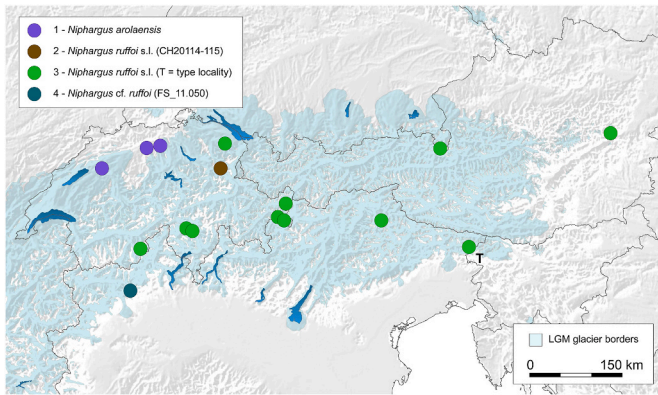 1 - Niphargus arolaensis
2 - Niphargus ruffoi s.l. (CH20114-115)
3 - Niphargus ruffoi s.l. (T = type locality)
4 - Niphargus cf. ruffoi (FS_11.050)
T
LGM glacier borders
0 150 km